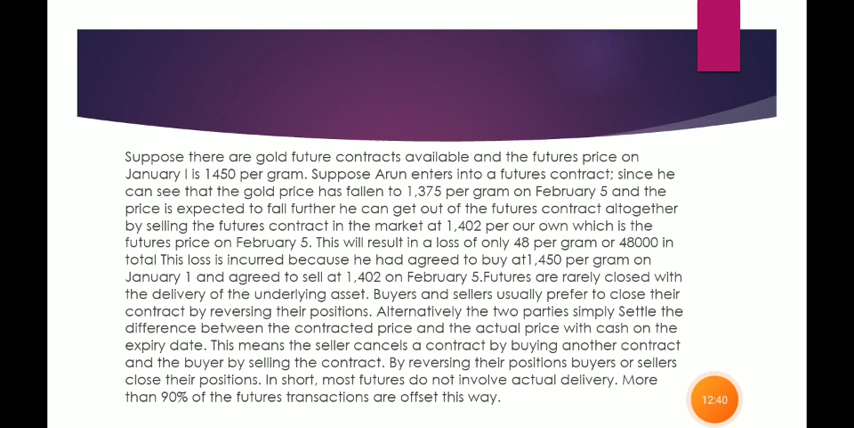 Suppose there are gold future contracts available and the futures price on
January I is 1450 per gram. Suppose Arun enters into a futures contract; since he
can see that the gold price has fallen to 1,375 per gram on February 5 and the
price is expected to fall further he can get out of the futures contract altogether
by selling the futures contract in the market at 1,402 per our own which is the
futures price on February 5. This will result in a loss of only 48 per gram or 48000 in
total This loss is incurred because he had agreed to buy at1,450 per gram on
January 1 and agreed to sell at 1,402 on February 5.Futures are rarely closed with
the delivery of the underlying asset. Buyers and sellers usually prefer to close their
contract by reversing their positions. Alternatively the two parties simply Settle the
difference between the contracted price and the actual price with cash on the
expiry date. This means the seller cancels a contract by buying another contract
and the buyer by selling the contract. By reversing their positions buyers or sellers
close their positions. In short, most futures do not involve actual delivery. More
than 90% of the futures transactions are offset this way.
12:40